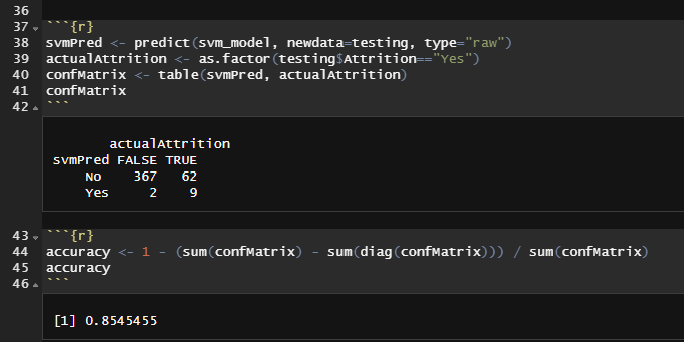 36
37 ```{r}
38 svmPred <- predict(svm_model, newdata=testing, type="raw")
39 actualAttrition <- as.factor(testing$Attrition=="Yes")
40 confMatrix <- table(svmPred, actualAttrition)
41 confMatrix
42 ```
actualAttrition
svmPred FALSE TRUE
No 367 62
Yes 2 9
43 ```{r}
44 accuracy <- 1 - (sum(confMatrix) - sum(diag(confMatrix))) / sum(confMatrix)
45 accuracy
46 ```
[1] 0.8545455